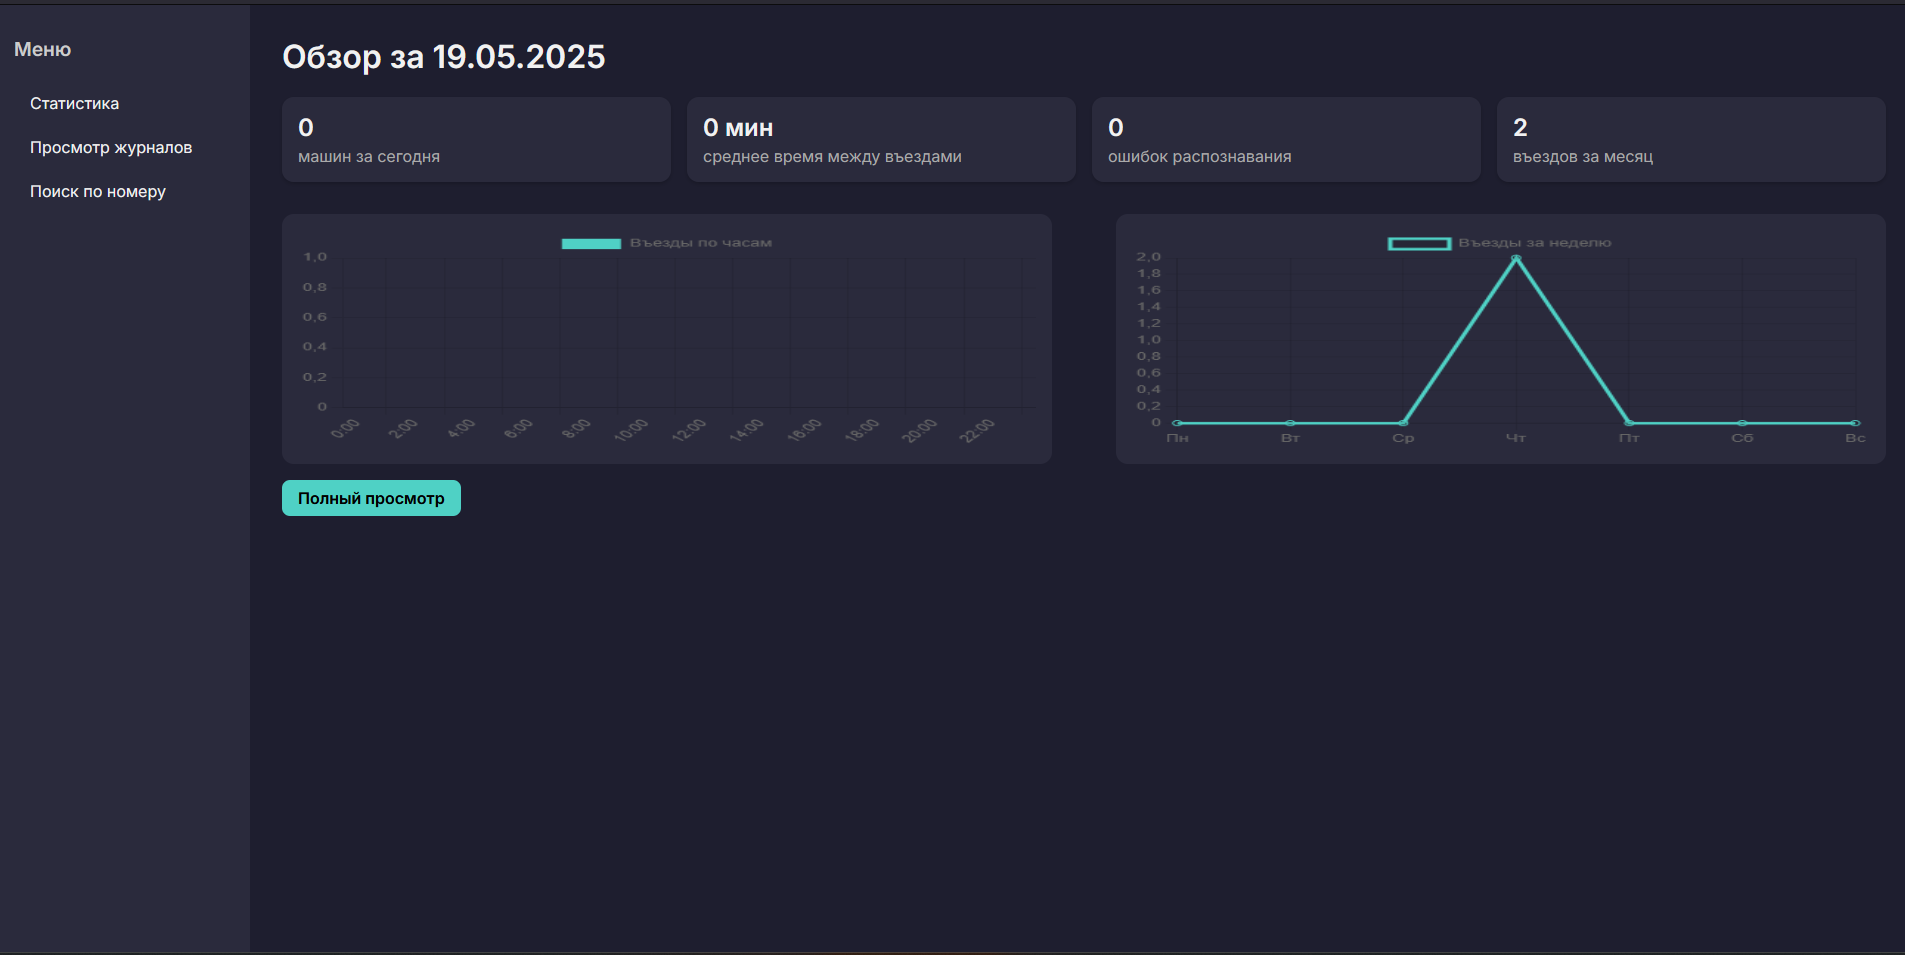 Меню
Статистика
Просмотр журналов
Поиск по номеру
Обзор за 19.05.2025
0
машин за сегодня
0 мин
среднее время между въездами
0
ошибок распознавания
2
въездов за месяц
Въезды по часам
1,0
0,8
0,6
0,4
0,2
0
0:00 2:00 4:00 6:00 8:00 10:00 12:00 14:00 16:00 18:00 20:00 22:00
Въезды за неделю
2,0
1,8
1,6
1,4
1,2
1,0
0,8
0,6
0,4
0,2
0
Пн Вт Ср Чт Пт Сб Вс
Полный просмотр